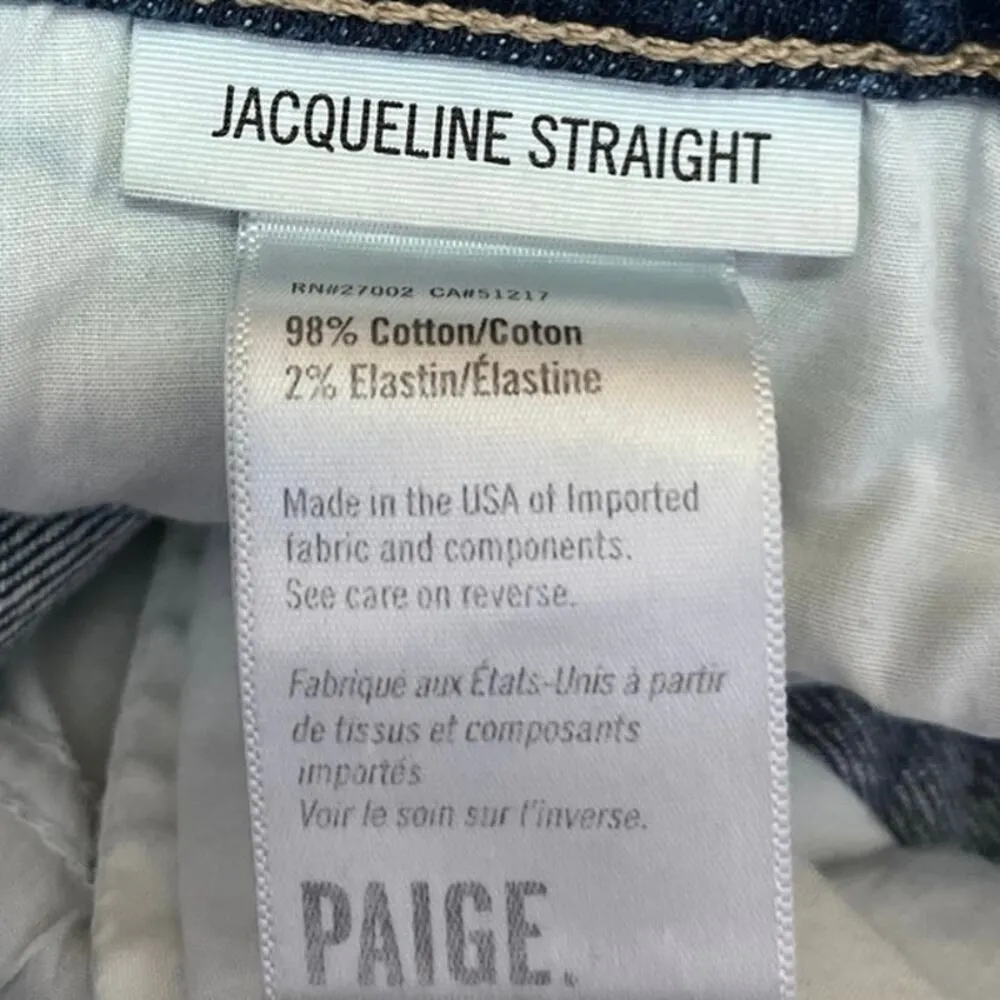 JACQUELINE STRAIGHT
RN#27002 CA#51217
98% Cotton/Coton
2% Elastin/Élastine
Made in the USA of Imported
fabric and components.
See care on reverse.
Fabriqué aux États-Unis à partir
de tissus et composants
importés
Voir le soin sur l'inverse.
PAIGE